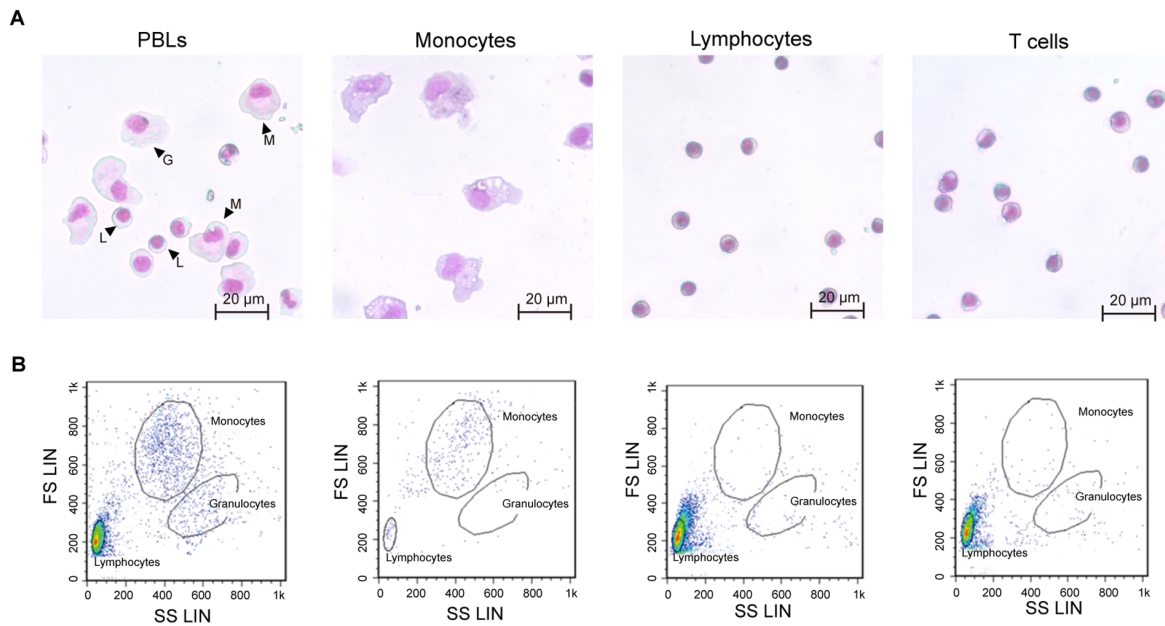 A
PBLs
Monocytes
Lymphocytes
T cells
M
G
M
L
L
20 µm
20 µm
20 µm
20 µm
B
1k
800
600
400
200
0
FS LIN
Monocytes
Granulocytes
Lymphocytes
0 200 400 600 800 1k
SS LIN
1k
800
600
400
200
0
FS LIN
Monocytes
Granulocytes
Lymphocytes
0 200 400 600 800 1k
SS LIN
1k
800
600
400
200
0
FS LIN
Monocytes
Granulocytes
Lymphocytes
0 200 400 600 800 1k
SS LIN
1k
800
600
400
200
0
FS LIN
Monocytes
Granulocytes
Lymphocytes
0 200 400 600 800 1k
SS LIN